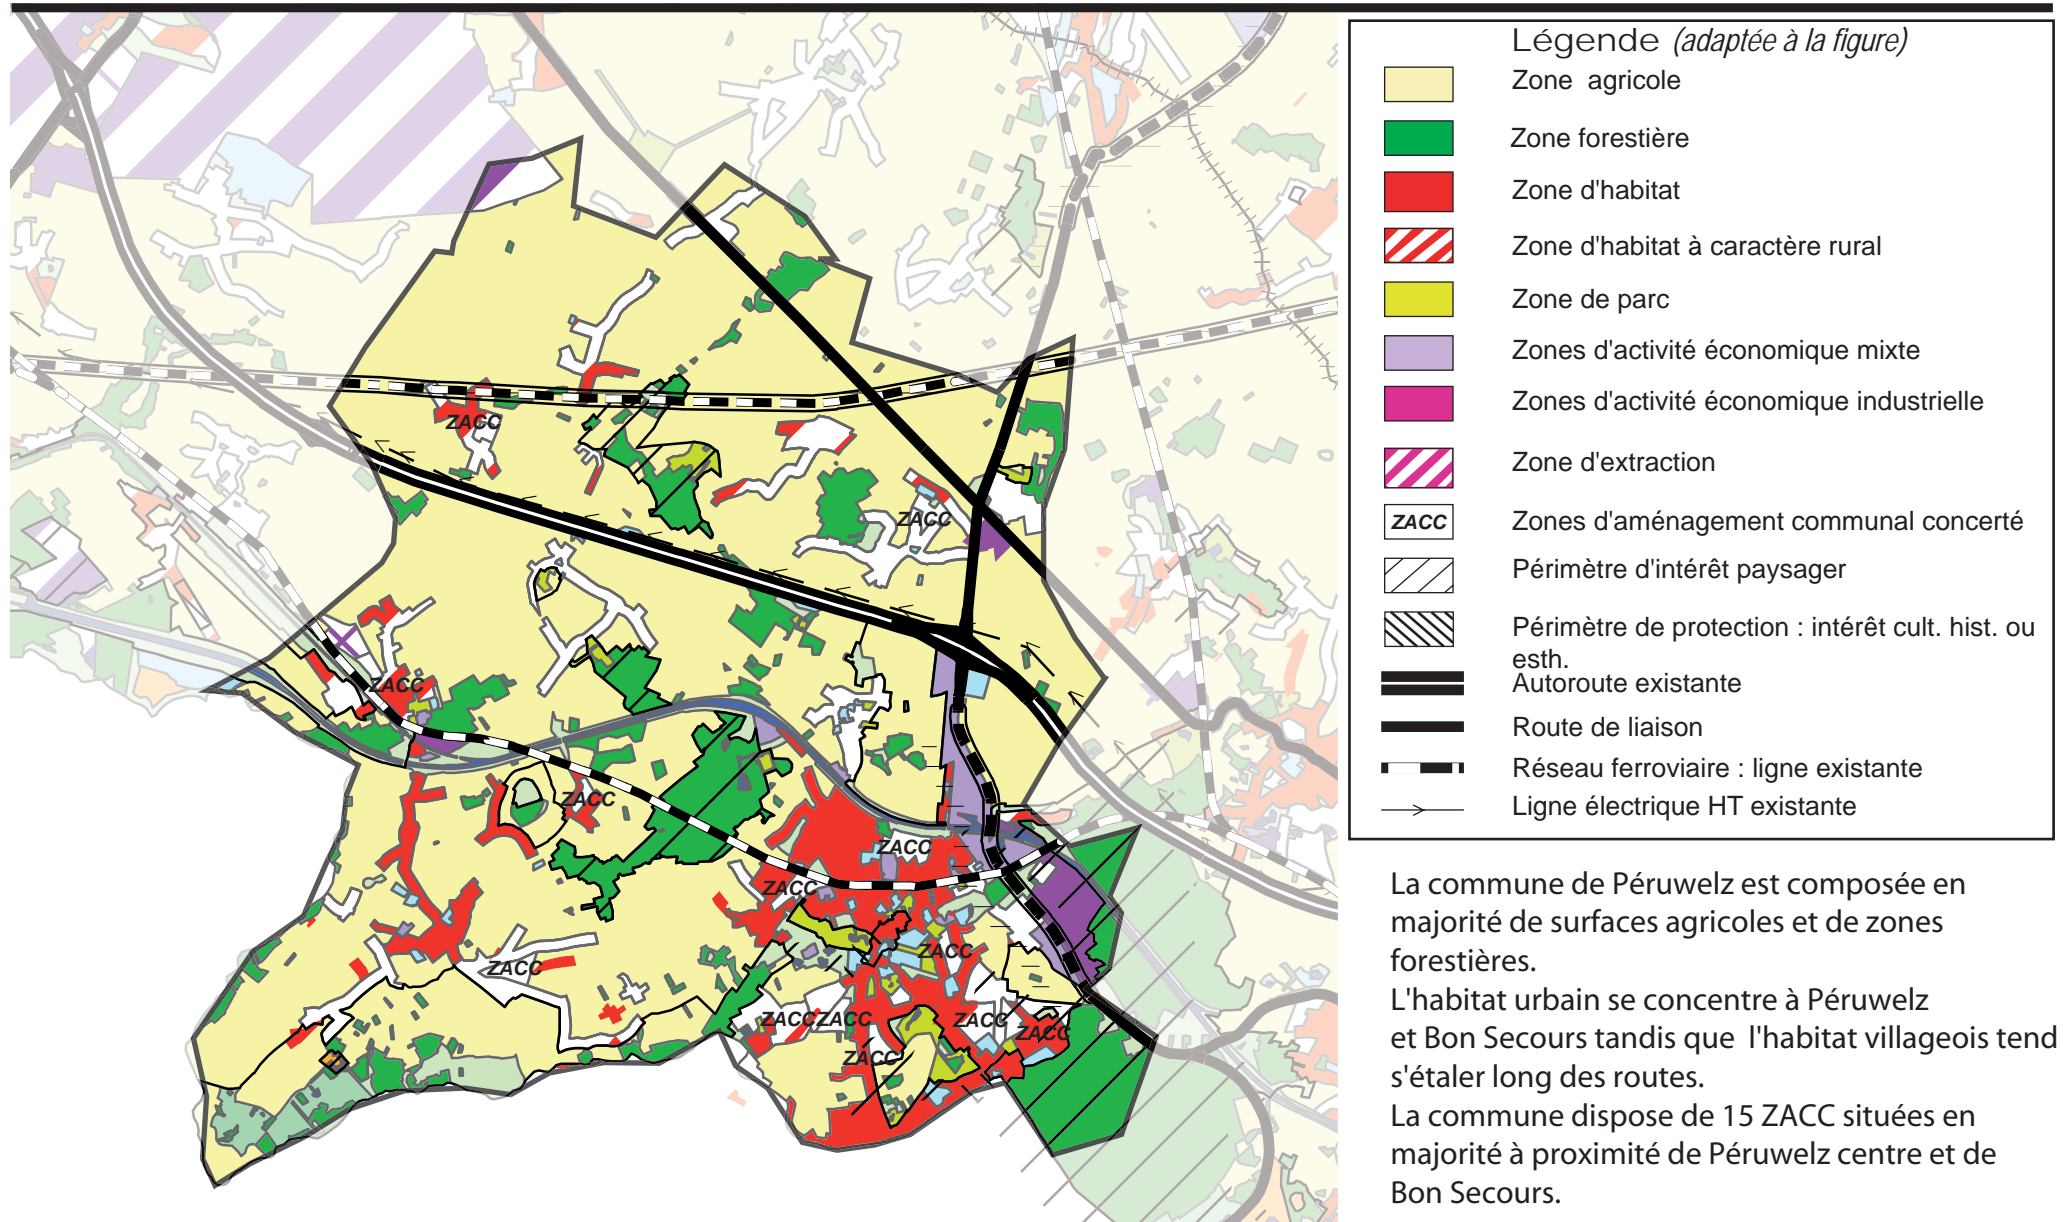 Légende (adaptée à la figure)
Zone agricole
Zone forestière
Zone d'habitat
Zone d'habitat à caractère rural
Zone de parc
Zones d'activité économique mixte
Zones d'activité économique industrielle
Zone d'extraction
ZACC Zones d'aménagement communal concerté
Périmètre d'intérêt paysager
Périmètre de protection : intérêt cult. hist. ou
esth.
Autoroute existante
Route de liaison
Réseau ferroviaire : ligne existante
Ligne électrique HT existante
ZACC
ZACC
ZACC
ZACC
ZACC
ZACC
ZACC
ZACC
ZACC ZACC
ZACC
ZACC
ZACC
La commune de Péruwelz est composée en
majorité de surfaces agricoles et de zones
forestières.
L'habitat urbain se concentre à Péruwelz
et Bon Secours tandis que l'habitat villageois tend
s'étaler long des routes.
La commune dispose de 15 ZACC situées en
majorité à proximité de Péruwelz centre et de
Bon Secours.